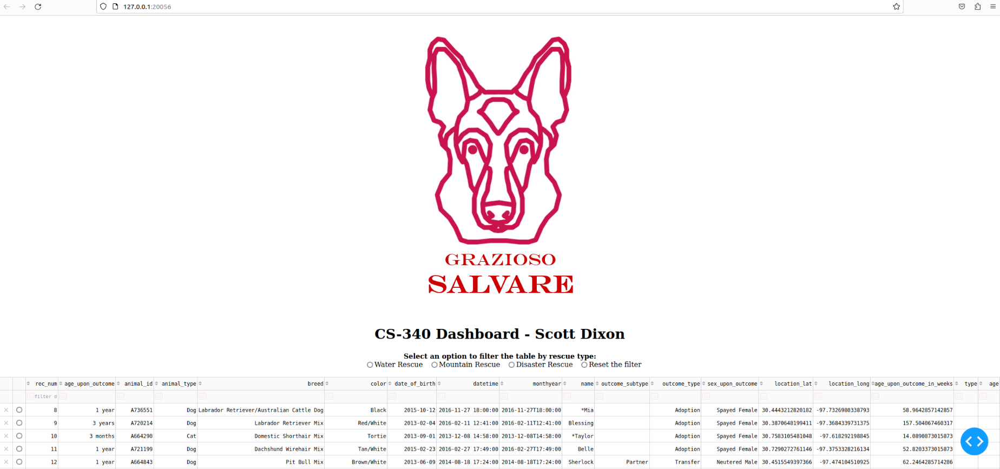 127.0.0.1:20056
GRAZIOSO
SALVARE
CS-340 Dashboard - Scott Dixon
Select an option to filter the table by rescue type:
Water Rescue Mountain Rescue Disaster Rescue Reset the filter
rec_num age_upon_outcome animal_id animal_type breed color date_of_birth datetime monthyear name outcome_subtype outcome_type sex_upon_outcome location_lat location_long age_upon_outcome_in_weeks type age
filter d
8 1 year A736551 Dog Labrador Retriever/Australian Cattle Dog Black 2015-10-12 2016-11-27 18:00:00 2016-11-27T18:00:00 *Mia Adoption Spayed Female 30.4443212820182 -97.7326980338793 58.9642857142857
9 3 years A720214 Dog Labrador Retriever Mix Red/White 2013-02-04 2016-02-11 12:41:00 2016-02-11T12:41:00 Blessing Adoption Spayed Female 30.3870648199411 -97.3684339731375 157.504067460317
10 3 months A664290 Cat Domestic Shorthair Mix Tortie 2013-09-01 2013-12-08 14:58:00 2013-12-08T14:58:00 *Taylor Adoption Spayed Female 30.7583105481048 -97.618292198845 14.0890873015873
11 1 year A721199 Dog Dachshund Wirehair Mix Tan/White 2015-02-23 2016-02-27 17:49:00 2016-02-27T17:49:00 Belle Adoption Spayed Female 30.7290272761146 -97.3753328216134 52.8203373015873
12 1 year A664843 Dog Pit Bull Mix Brown/White 2013-06-09 2014-08-18 17:24:00 2014-08-18T17:24:00 Sherlock Partner Transfer Neutered Male 30.4515549397366 -97.474104510925 62.2464285714286